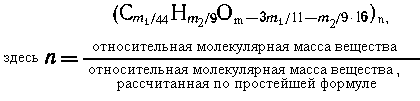 (C_{m₁/44}H_{m₂/9}O_{m−3m₁/11−m₂/9·16})_{n},
здесь n = относительная молекулярная масса вещества
относительная молекулярная масса вещества,
рассчитанная по простейшей формуле